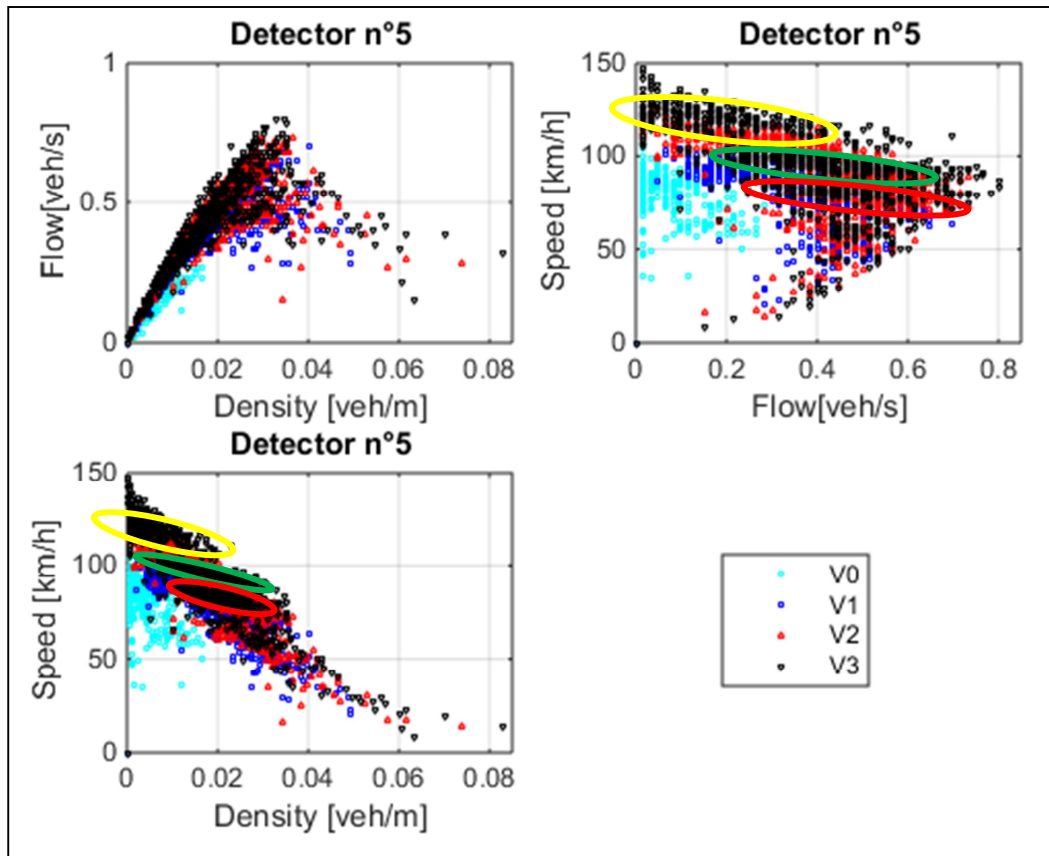 Detector n°5
1
0.5
0
Flow[veh/s]
0 0.02 0.04 0.06 0.08
Density [veh/m]
Detector n°5
150
100
50
0
Speed [km/h]
0 0.2 0.4 0.6 0.8
Flow[veh/s]
Detector n°5
150
100
50
0
Speed [km/h]
0 0.02 0.04 0.06 0.08
Density [veh/m]
V0
V1
V2
V3